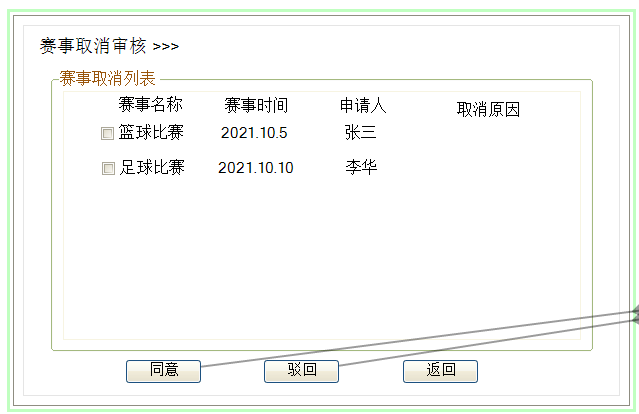 赛事取消审核 >>>
赛事取消列表
赛事名称 赛事时间 申请人 取消原因
篮球比赛 2021.10.5 张三
足球比赛 2021.10.10 李华
同意 驳回 返回